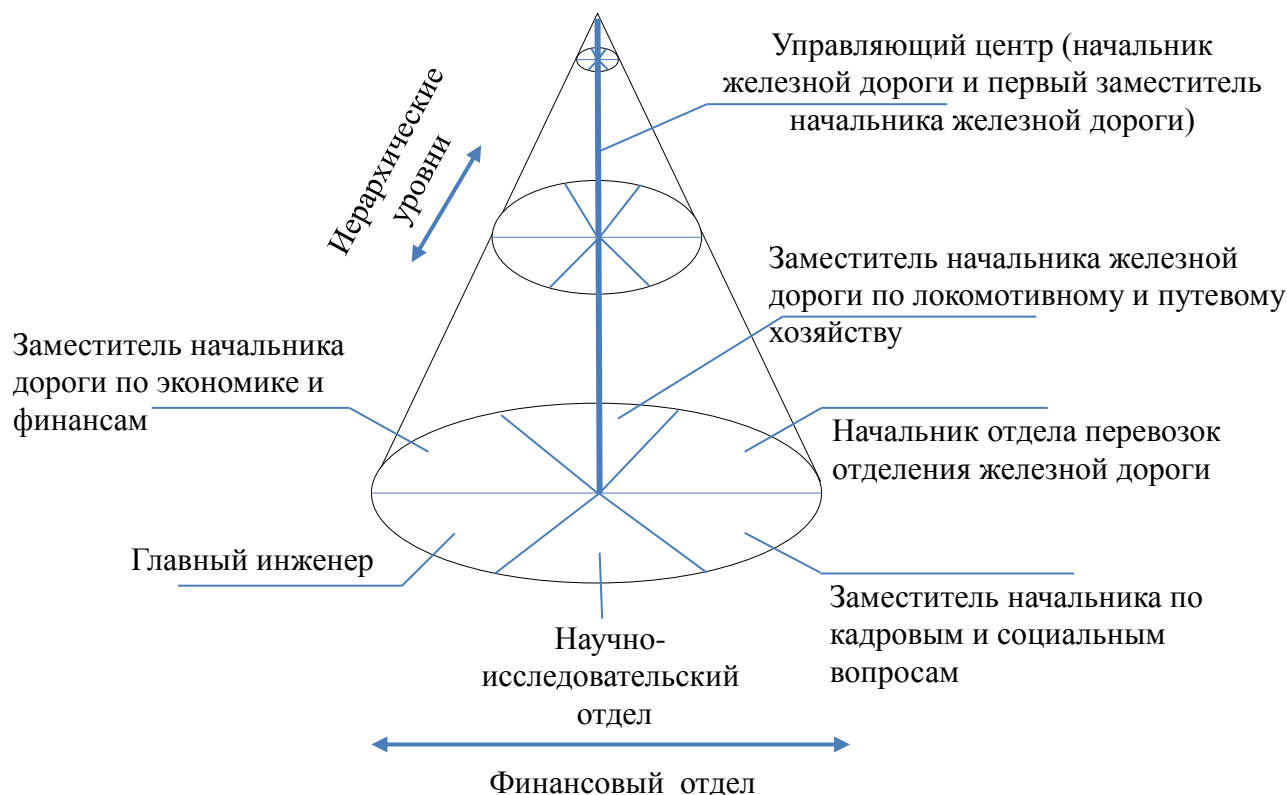 Управляющий центр (начальник
железной дороги и первый заместитель
начальника железной дороги)
Иерархические
уровни
Заместитель начальника железной
дороги по локомотивному и путевому
хозяйству
Заместитель начальника
дороги по экономике и
финансам
Начальник отдела перевозок
отделения железной дороги
Главный инженер
Заместитель начальника по
кадровым и социальным
вопросам
Научно-
исследовательский
отдел
Финансовый отдел